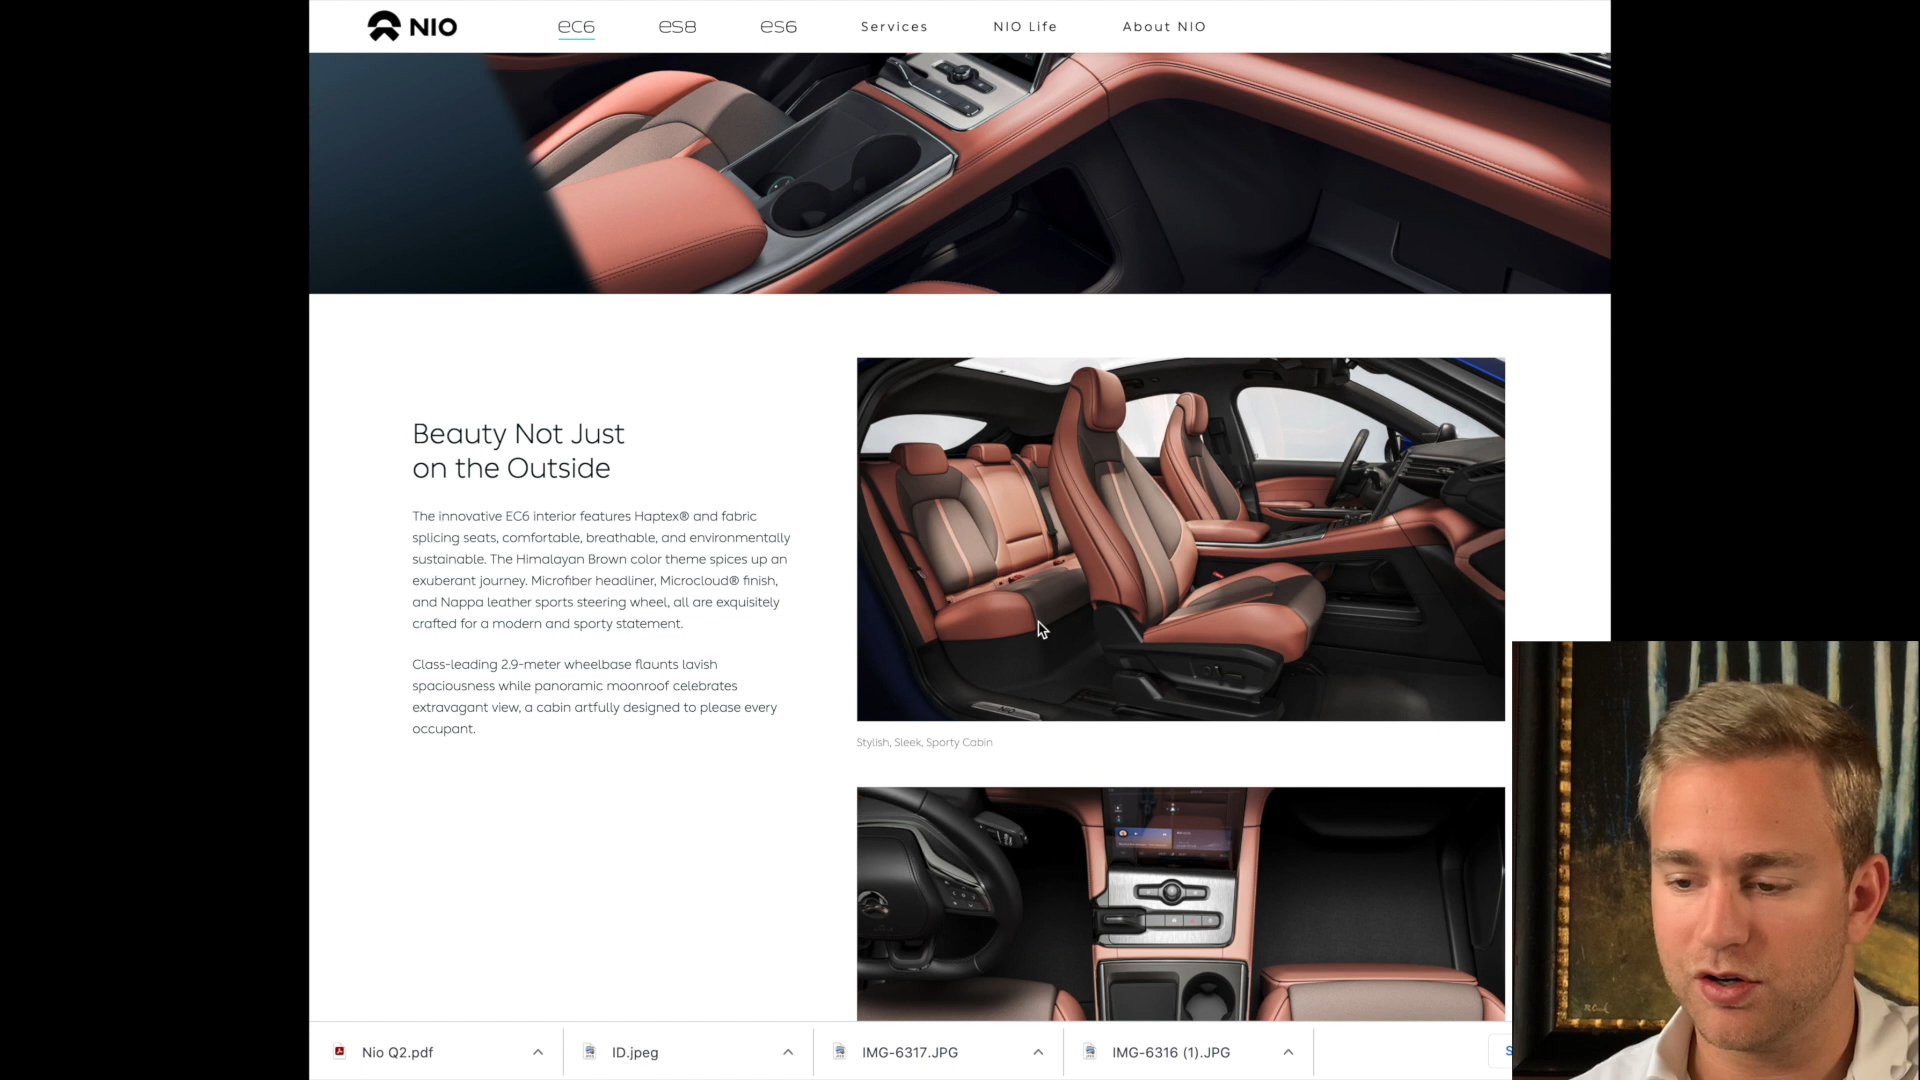 NIO
ec6
es8
es6
Services
NIO Life
About NIO
Beauty Not Just
on the Outside
The innovative EC6 interior features Haptex® and fabric
splicing seats, comfortable, breathable, and environmentally
sustainable. The Himalayan Brown color theme spices up an
exuberant journey. Microfiber headliner, Microcloud® finish,
and Nappa leather sports steering wheel, all are exquisitely
crafted for a modern and sporty statement.
Class-leading 2.9-meter wheelbase flaunts lavish
spaciousness while panoramic moonroof celebrates
extravagant view, a cabin artfully designed to please every
occupant.
Stylish, Sleek, Sporty Cabin
Nio Q2.pdf
ID.jpeg
IMG-6317.JPG
IMG-6316 (1).JPG